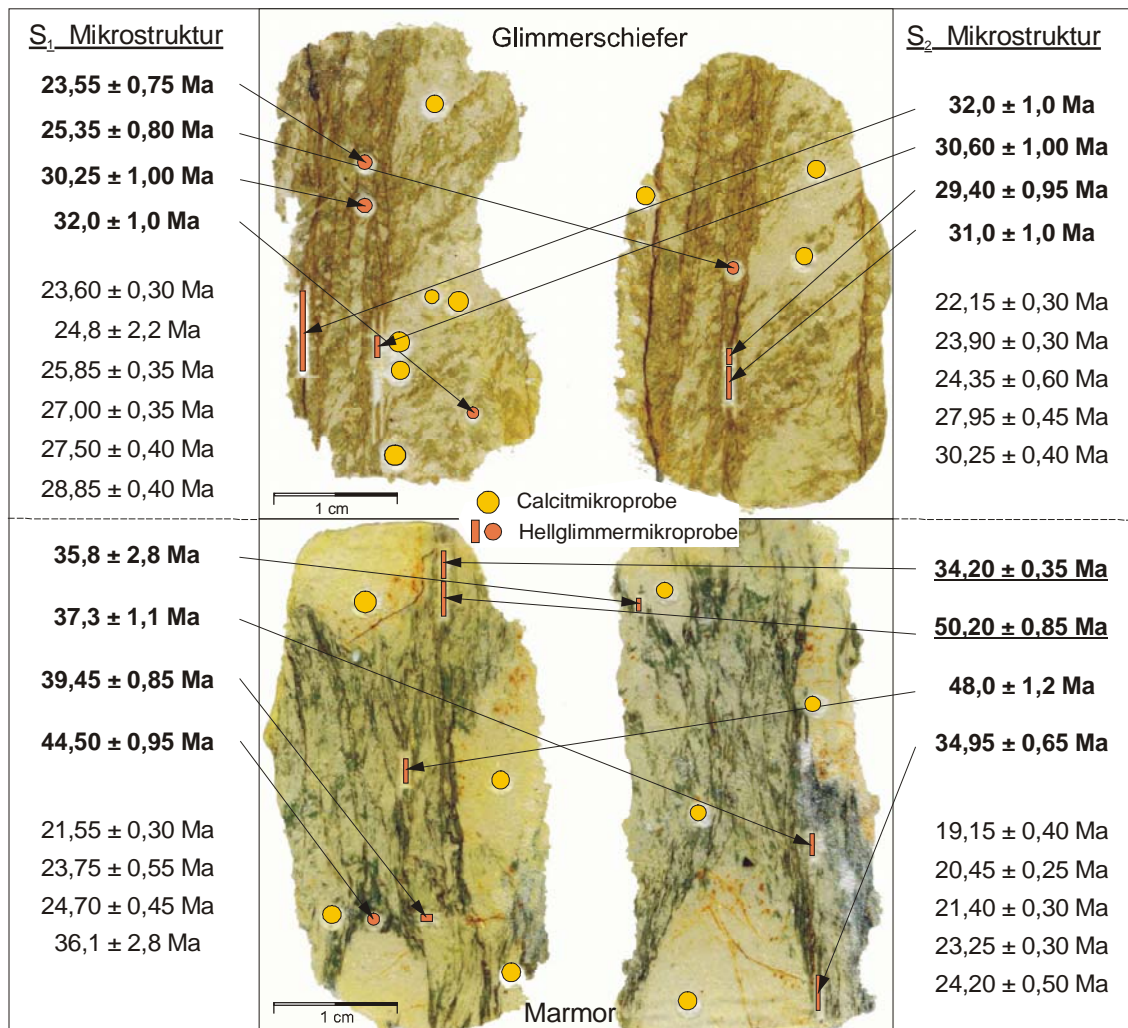 S₁ Mikrostruktur
23,55 ± 0,75 Ma
25,35 ± 0,80 Ma
30,25 ± 1,00 Ma
32,0 ± 1,0 Ma
23,60 ± 0,30 Ma
24,8 ± 2,2 Ma
25,85 ± 0,35 Ma
27,00 ± 0,35 Ma
27,50 ± 0,40 Ma
28,85 ± 0,40 Ma
Glimmerschiefer
1 cm
S₂ Mikrostruktur
32,0 ± 1,0 Ma
30,60 ± 1,00 Ma
29,40 ± 0,95 Ma
31,0 ± 1,0 Ma
22,15 ± 0,30 Ma
23,90 ± 0,30 Ma
24,35 ± 0,60 Ma
27,95 ± 0,45 Ma
30,25 ± 0,40 Ma
Calcitmikroprobe
Hellglimmermikroprobe
35,8 ± 2,8 Ma
37,3 ± 1,1 Ma
39,45 ± 0,85 Ma
44,50 ± 0,95 Ma
21,55 ± 0,30 Ma
23,75 ± 0,55 Ma
24,70 ± 0,45 Ma
36,1 ± 2,8 Ma
1 cm
Marmor
34,20 ± 0,35 Ma
50,20 ± 0,85 Ma
48,0 ± 1,2 Ma
34,95 ± 0,65 Ma
19,15 ± 0,40 Ma
20,45 ± 0,25 Ma
21,40 ± 0,30 Ma
23,25 ± 0,30 Ma
24,20 ± 0,50 Ma